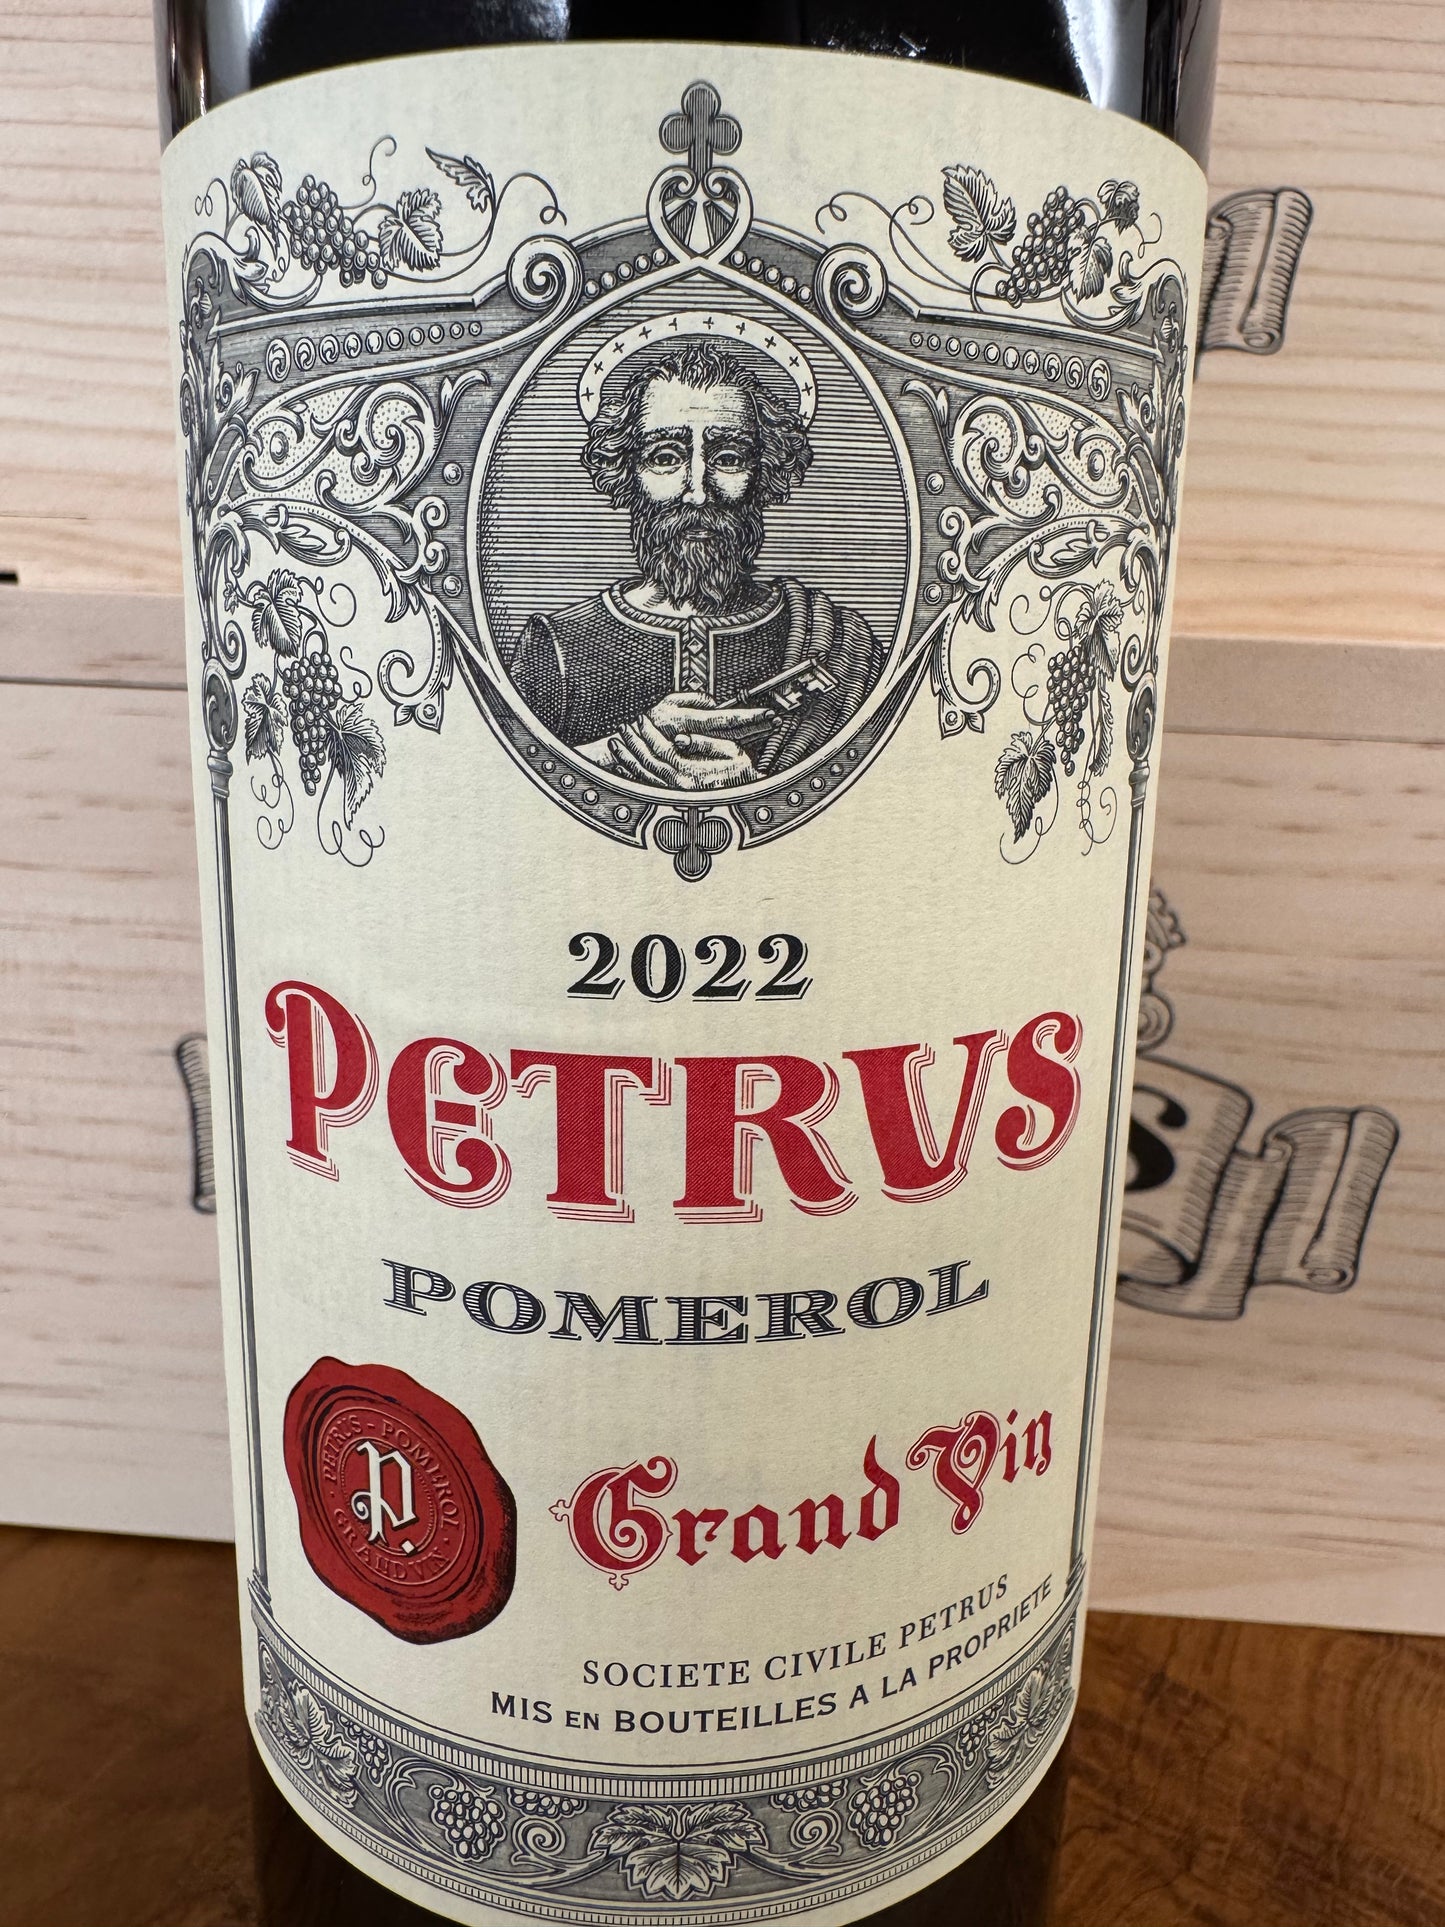 2022
PETRUS
POMEROL
PETRUS - POMEROL
P.
GRAND VIN
Grand Vin
SOCIETE CIVILE PETRUS
MIS EN BOUTEILLES A LA PROPRIETE
S